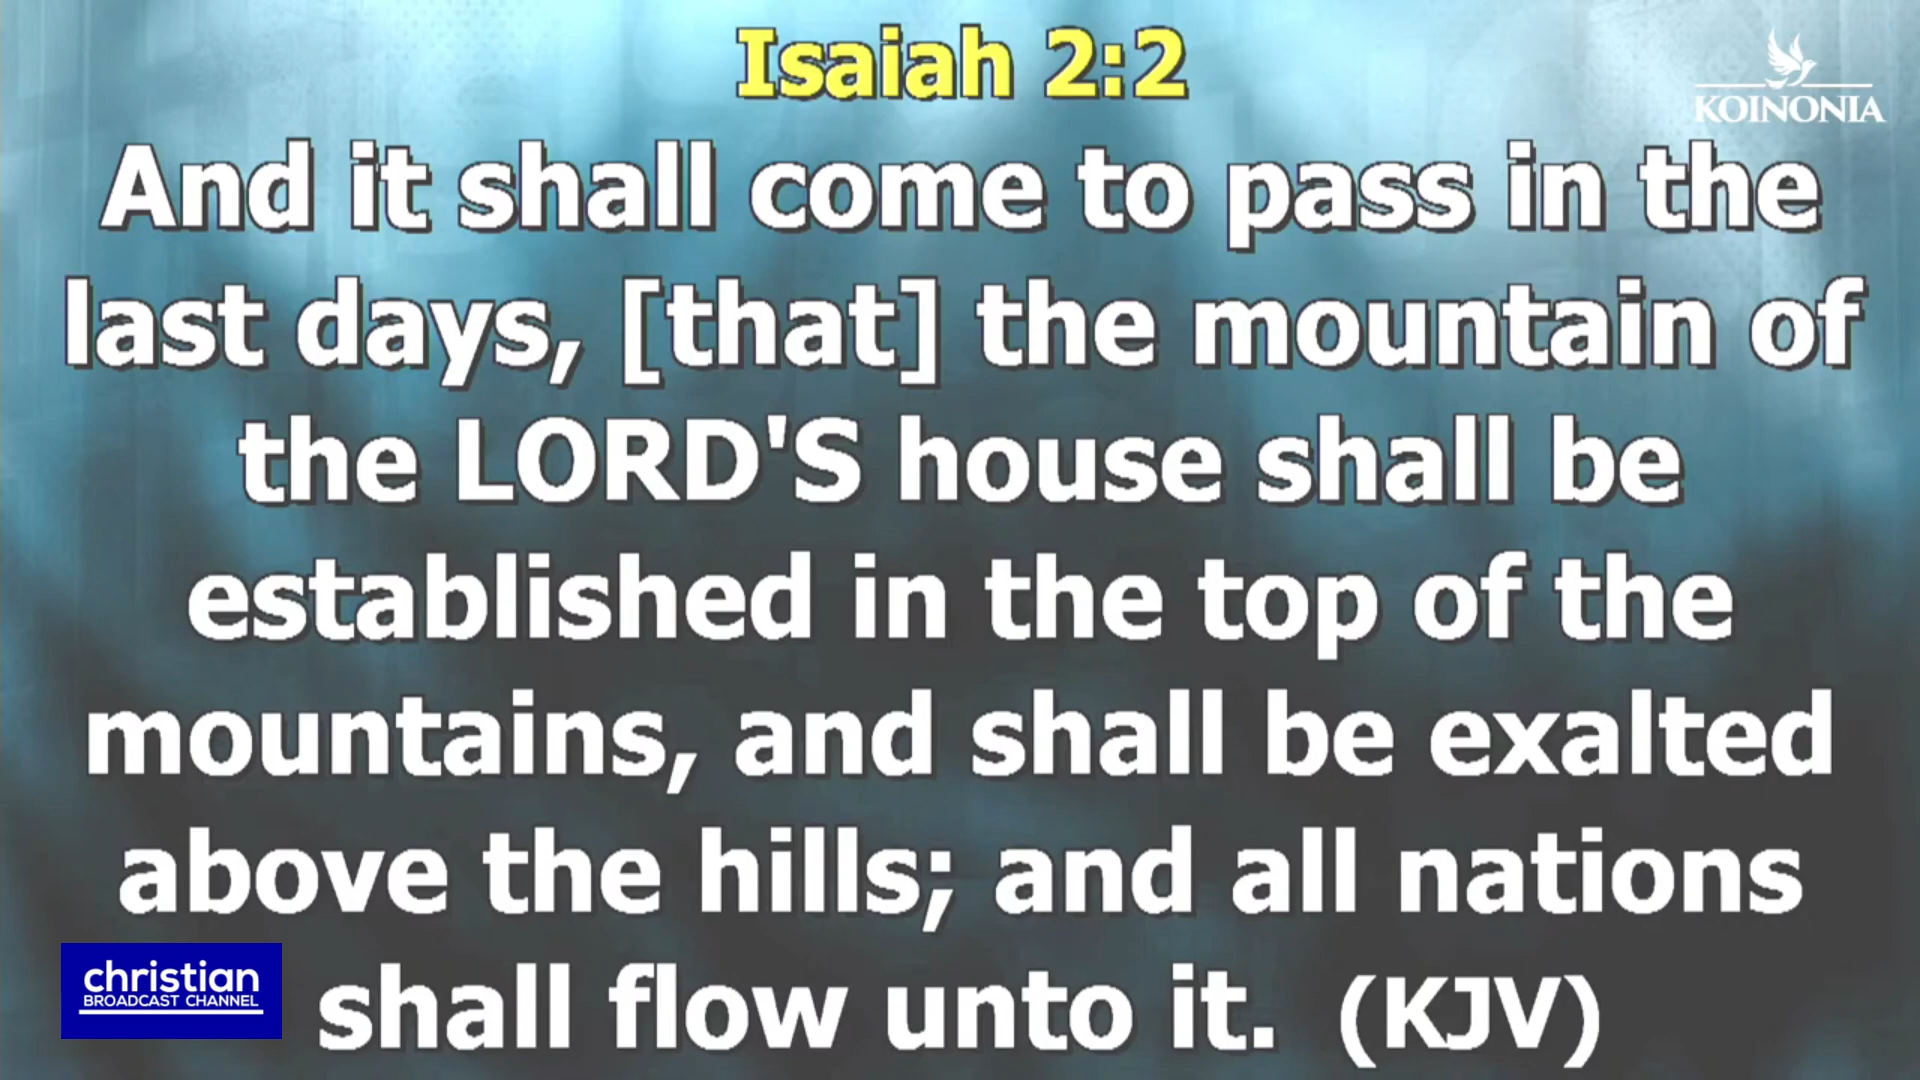 Isaiah 2:2
KOINONIA
And it shall come to pass in the
last days, [that] the mountain of
the LORD'S house shall be
established in the top of the
mountains, and shall be exalted
above the hills; and all nations
shall flow unto it. (KJV)
christian
BROADCAST CHANNEL